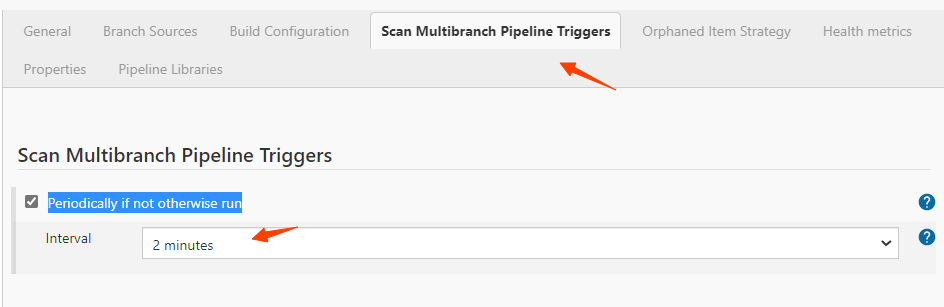 General Branch Sources Build Configuration Scan Multibranch Pipeline Triggers Orphaned Item Strategy Health metrics
Properties Pipeline Libraries
Scan Multibranch Pipeline Triggers
Periodically if not otherwise run ?
Interval 2 minutes ?